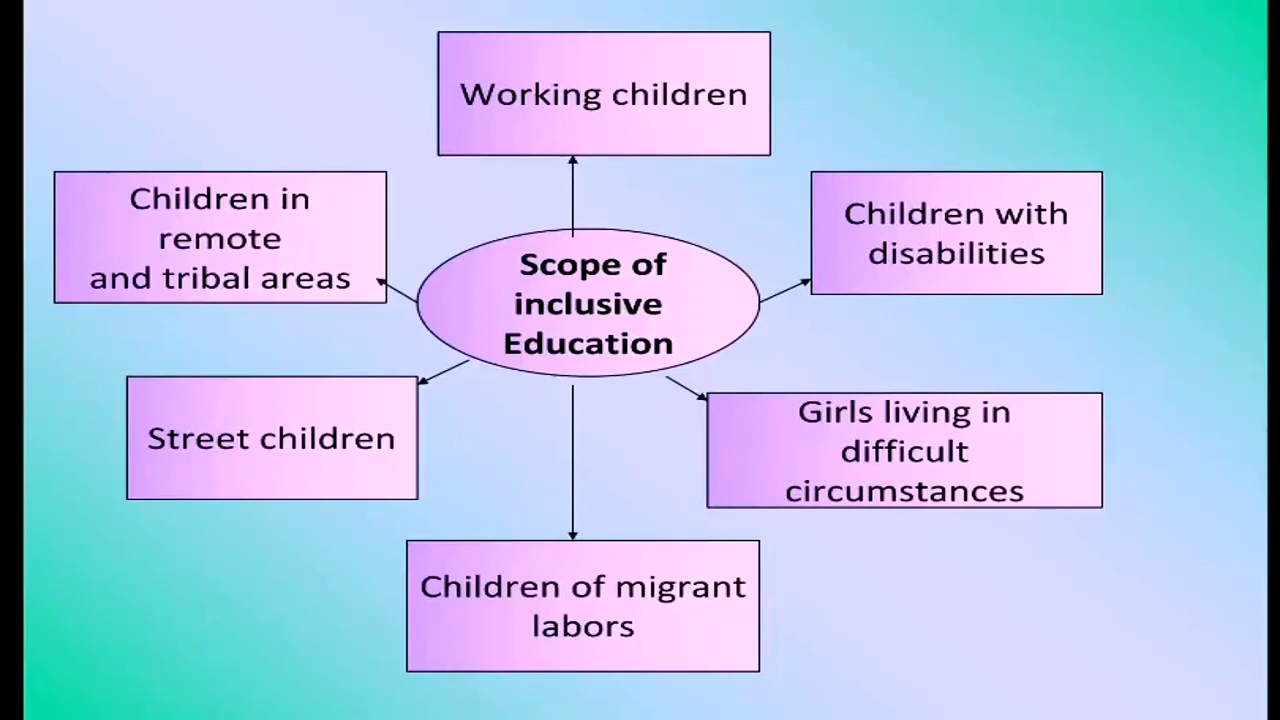 Working children
Children in
remote
and tribal areas
Children with
disabilities
Scope of
inclusive
Education
Street children
Girls living in
difficult
circumstances
Children of migrant
labors